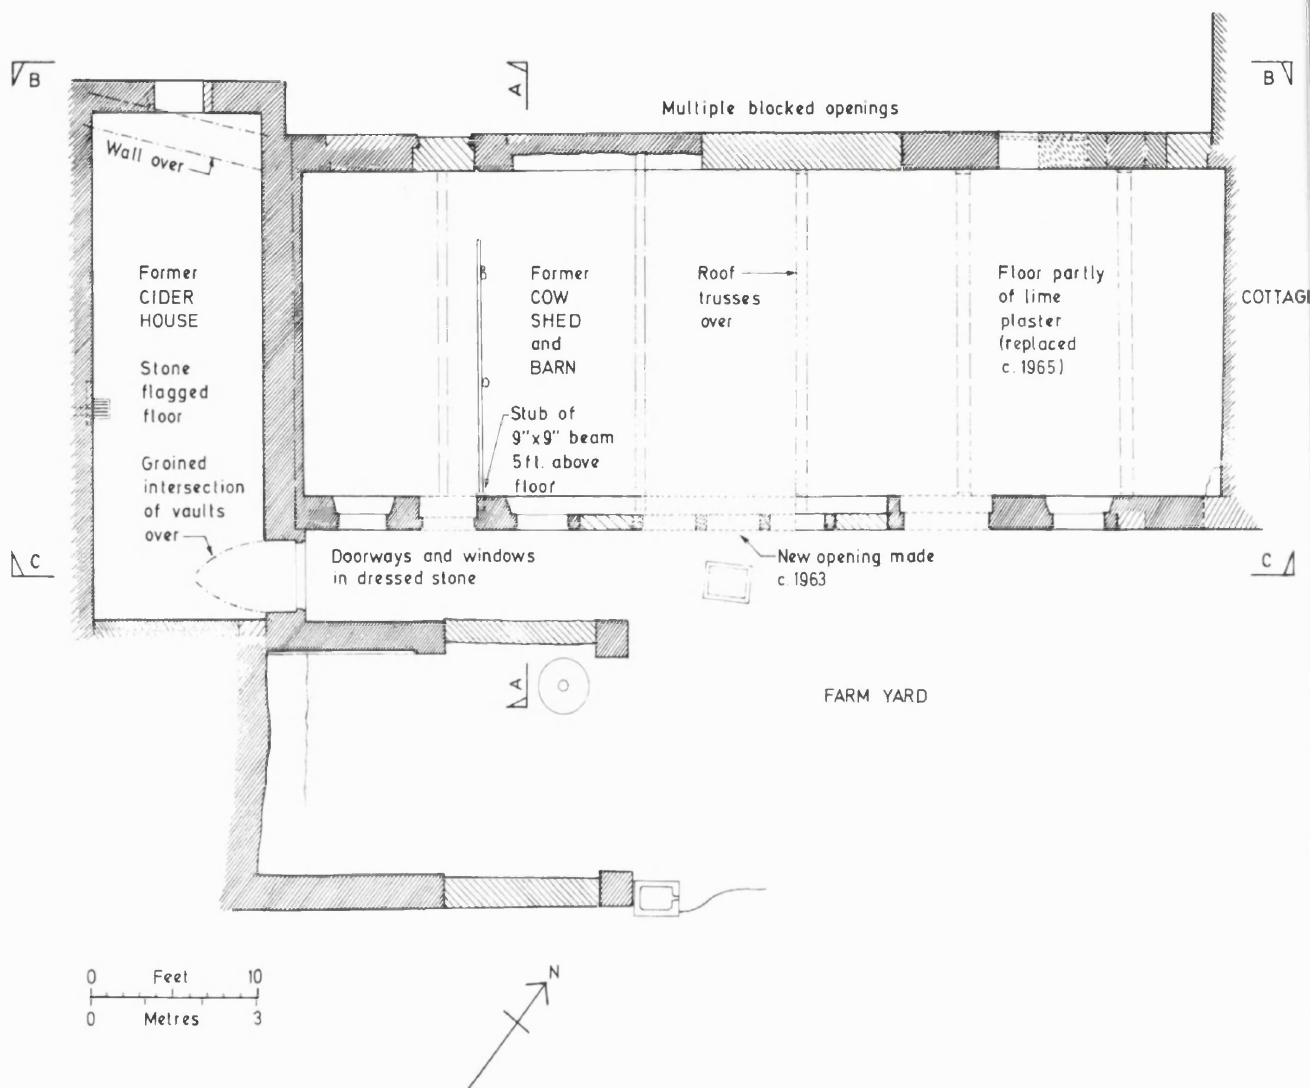 B
A
B
Multiple blocked openings
Wall over
Former
CIDER
HOUSE
Stone
flagged
floor
Groined
intersection
of vaults
over
Former
COW
SHED
and
BARN
Stub of
9"x9" beam
5ft. above
floor
Roof
trusses
over
Floor partly
of lime
plaster
(replaced
c. 1965)
COTTAGE
C
Doorways and windows
in dressed stone
New opening made
c. 1963
C
A
FARM YARD
0 Feet 10
0 Metres 3
N